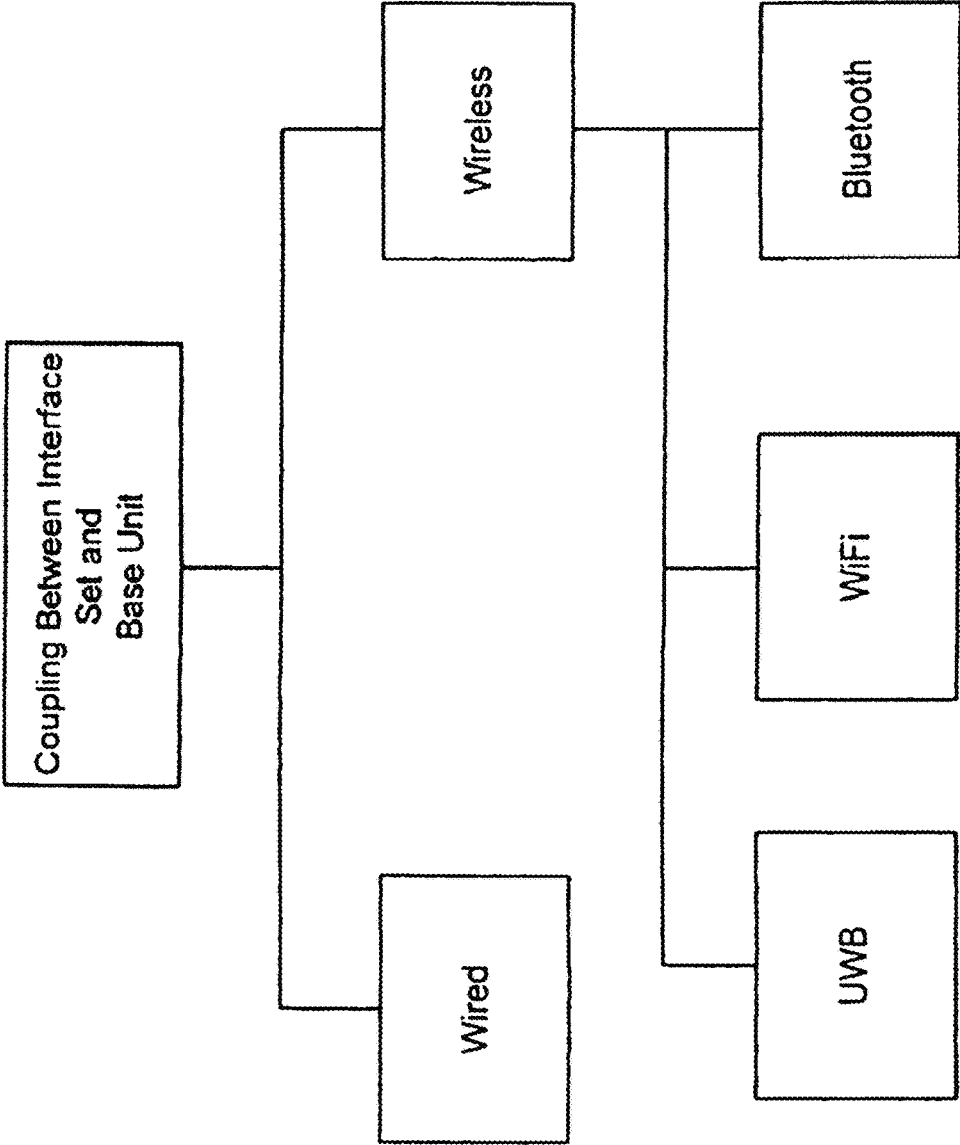 Coupling Between Interface
Set and
Base Unit
Wired
Wireless
UWB
WiFi
Bluetooth